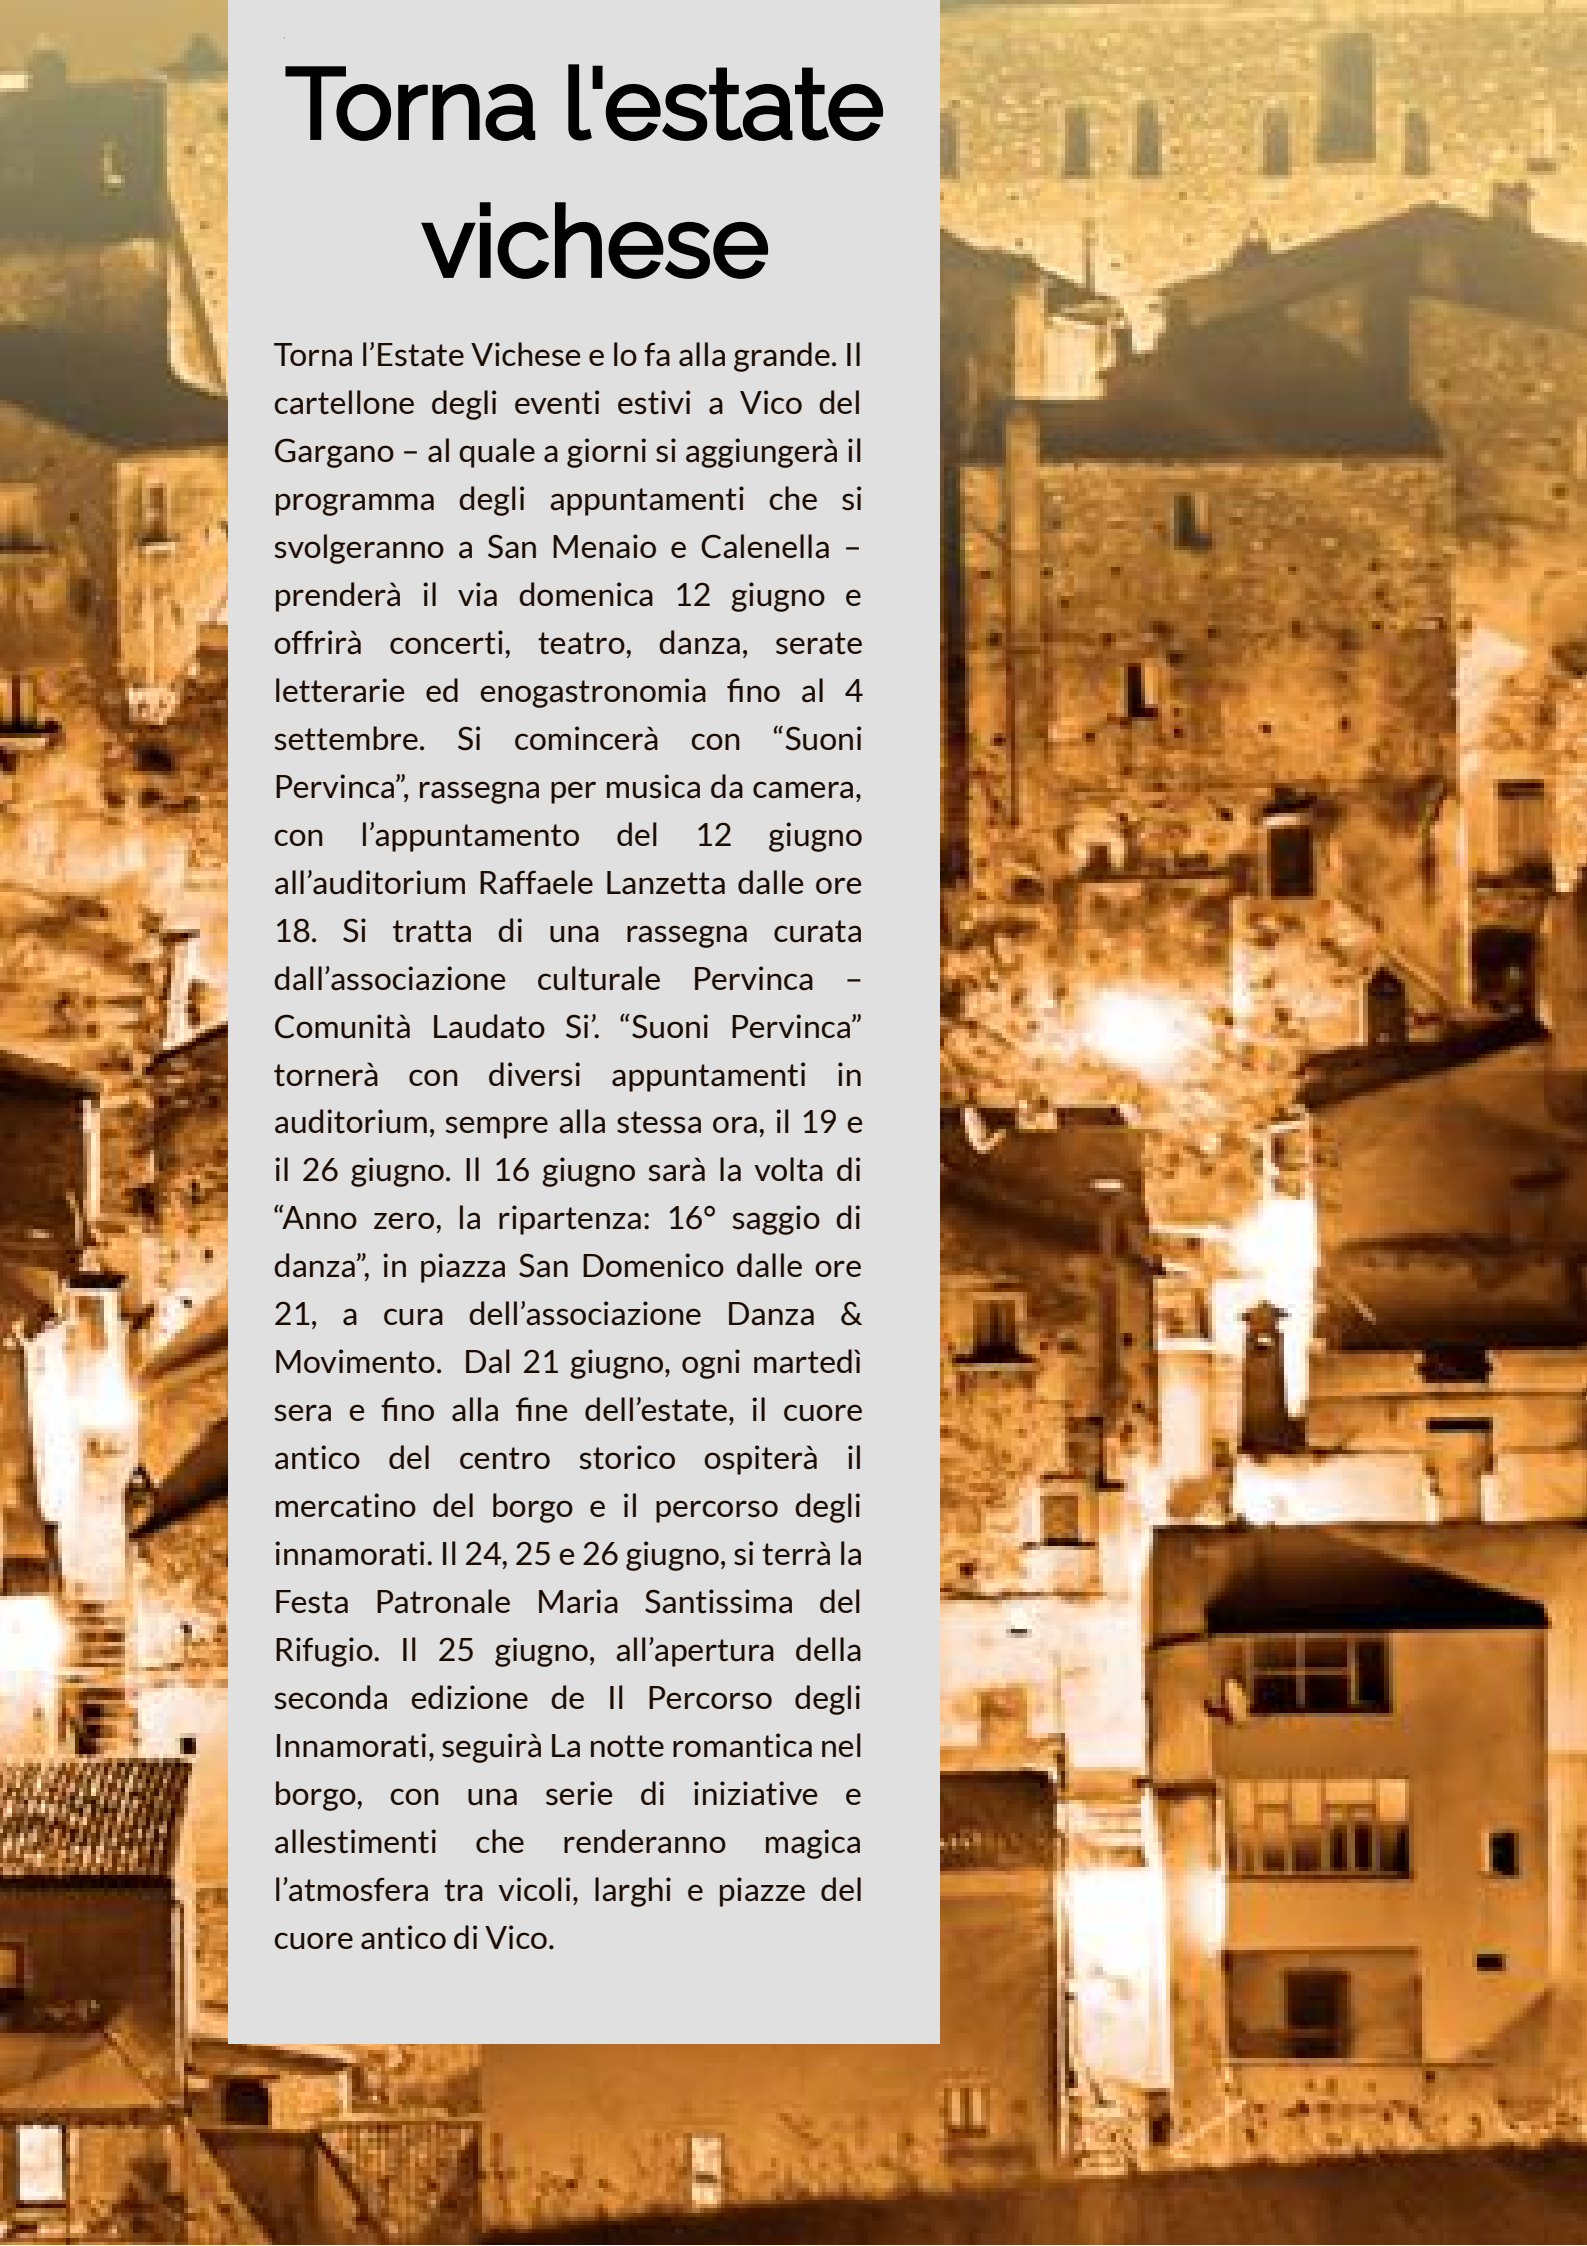 Torna l'estate
vichese
Torna l’Estate Vichese e lo fa alla grande. Il
cartellone degli eventi estivi a Vico del
Gargano – al quale a giorni si aggiungerà il
programma degli appuntamenti che si
svolgeranno a San Menaio e Calenella –
prenderà il via domenica 12 giugno e
offrirà concerti, teatro, danza, serate
letterarie ed enogastronomia fino al 4
settembre. Si comincerà con “Suoni
Pervinca”, rassegna per musica da camera,
con l’appuntamento del 12 giugno
all’auditorium Raffaele Lanzetta dalle ore
18. Si tratta di una rassegna curata
dall’associazione culturale Pervinca –
Comunità Laudato Si’. “Suoni Pervinca”
tornerà con diversi appuntamenti in
auditorium, sempre alla stessa ora, il 19 e
il 26 giugno. Il 16 giugno sarà la volta di
“Anno zero, la ripartenza: 16° saggio di
danza”, in piazza San Domenico dalle ore
21, a cura dell’associazione Danza &
Movimento.  Dal 21 giugno, ogni martedì
sera e fino alla fine dell’estate, il cuore
antico del centro storico ospiterà il
mercatino del borgo e il percorso degli
innamorati. Il 24, 25 e 26 giugno, si terrà la
Festa Patronale Maria Santissima del
Rifugio. Il 25 giugno, all’apertura della
seconda edizione de Il Percorso degli
Innamorati, seguirà La notte romantica nel
borgo, con una serie di iniziative e
allestimenti che renderanno magica
l’atmosfera tra vicoli, larghi e piazze del
cuore antico di Vico.